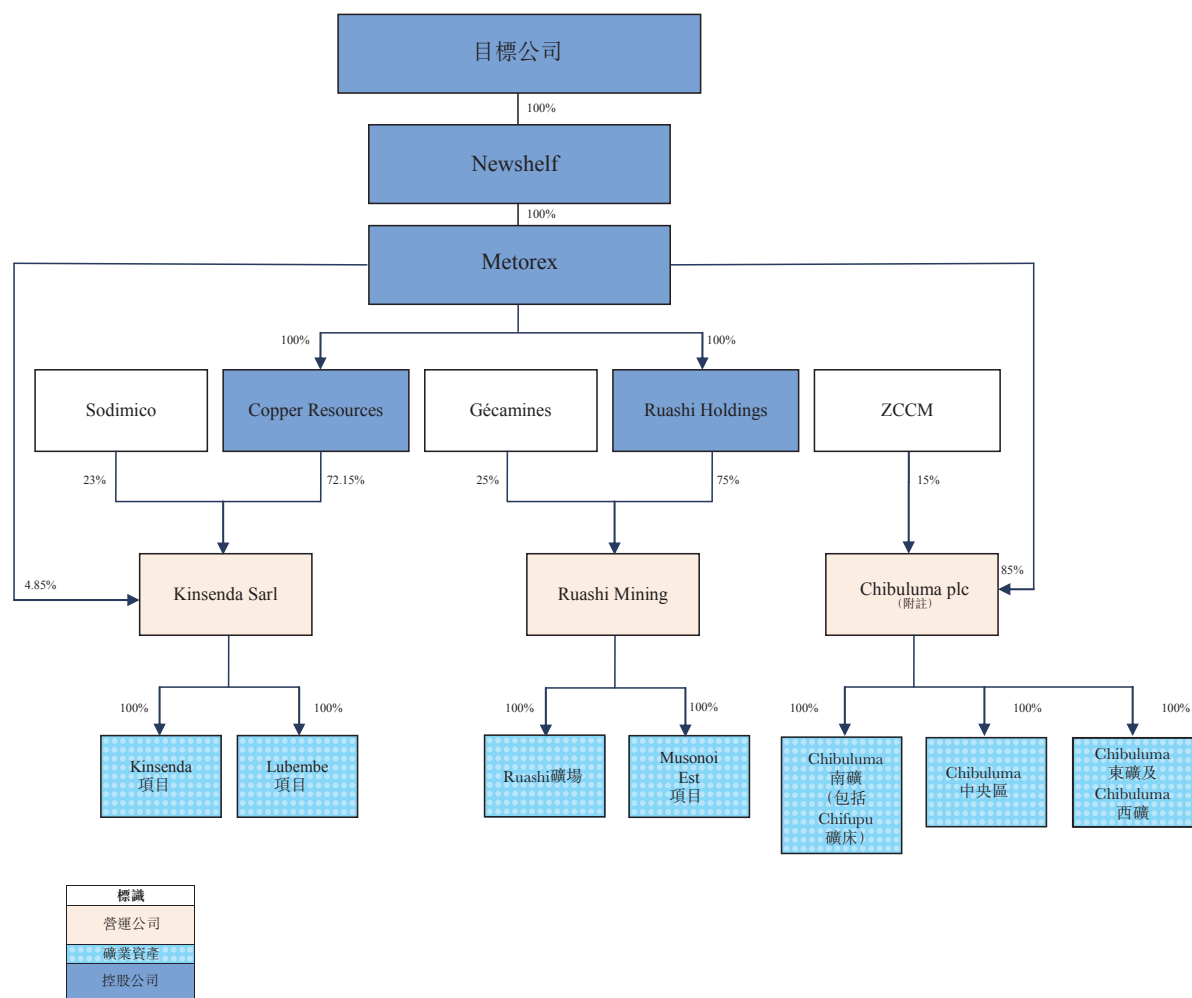 目標公司
100%
Newshelf
100%
Metorex
100%
100%
Sodimico
Copper Resources
Gécamines
Ruashi Holdings
ZCCM
23%
72.15%
25%
75%
15%
4.85%
Kinsenda Sarl
Ruashi Mining
Chibuluma plc
(附註)
85%
100%
100%
100%
100%
100%
100%
100%
Kinsenda
項目
Lubembe
項目
Ruashi礦場
Musonoi
Est
項目
Chibuluma
南礦
(包括
Chifupu
礦床)
Chibuluma
中央區
Chibuluma
東礦及
Chibuluma
西礦
標識
營運公司
礦業資產
控股公司